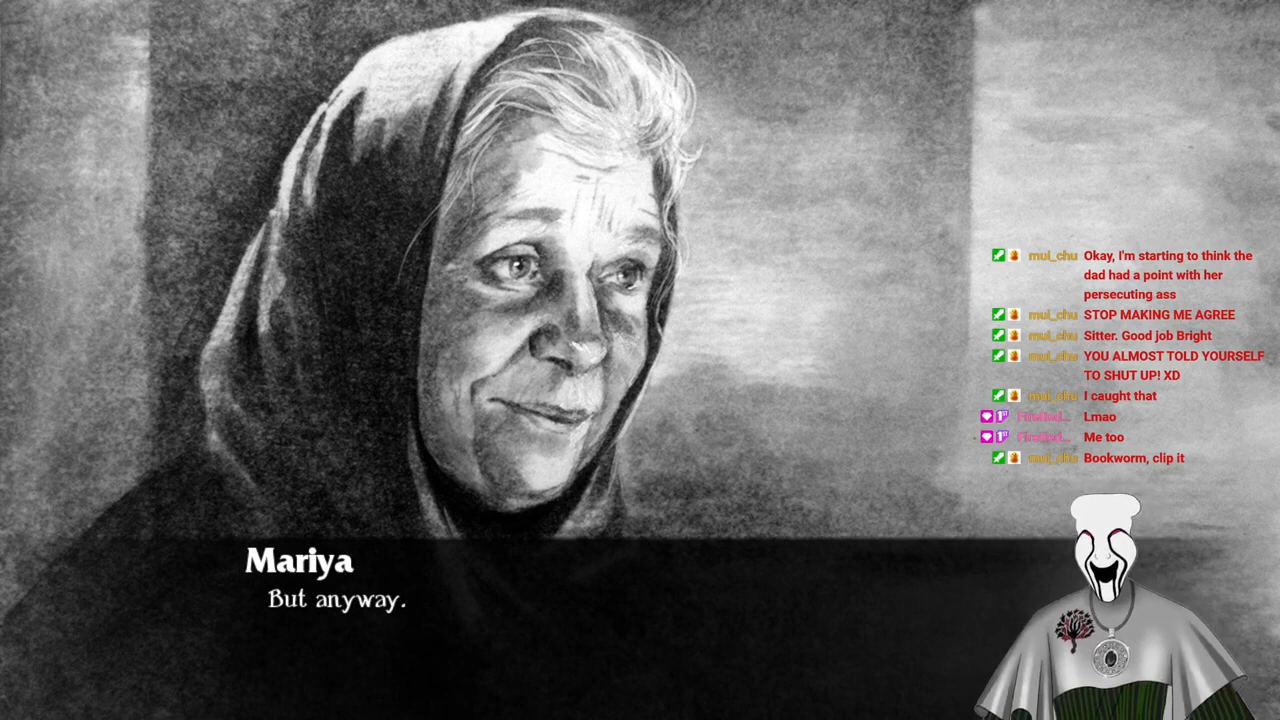 mui_chu Okay, I'm starting to think the
dad had a point with her
persecuting ass
mui_chu STOP MAKING ME AGREE
mui_chu Sitter. Good job Bright
mui_chu YOU ALMOST TOLD YOURSELF
TO SHUT UP! XD
mui_chu I caught that
Lmao
Me too
mui_chu Bookworm, clip it
Mariya
But anyway.